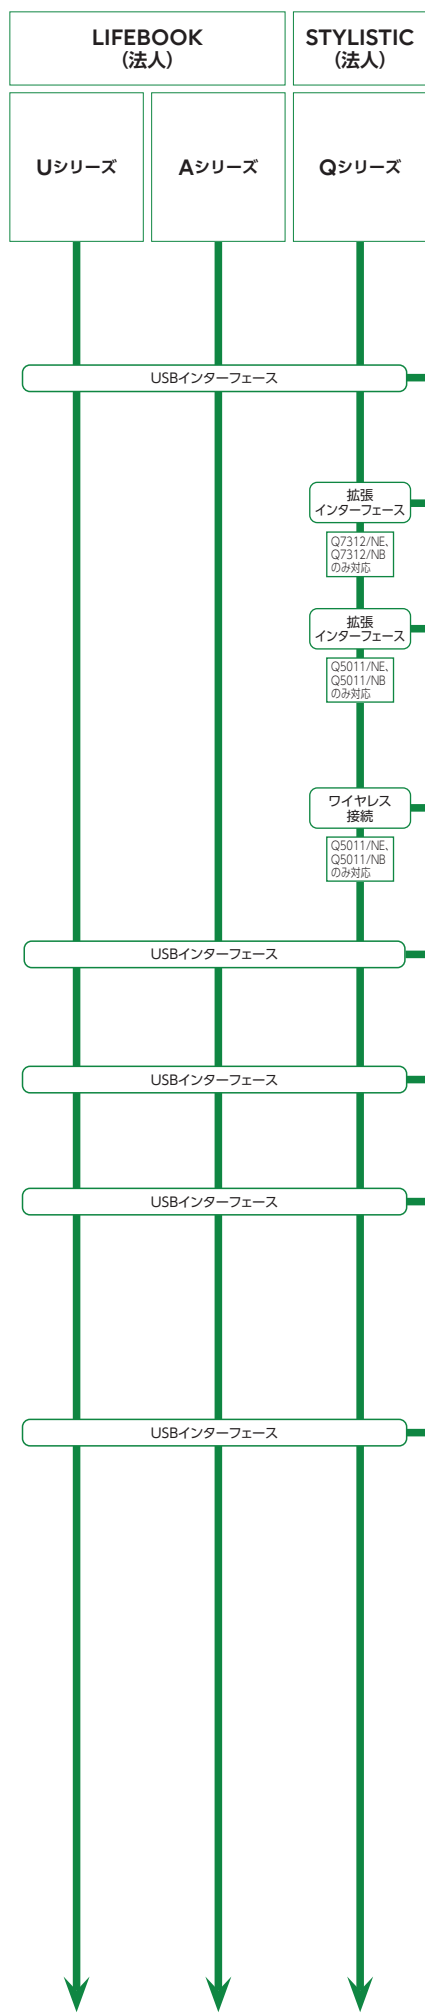 LIFEBOOK
（法人）
STYLISTIC
（法人）
Uシリーズ
Aシリーズ
Qシリーズ
USBインターフェース
拡張
インターフェース
Q7312/NE、
Q7312/NB
のみ対応
拡張
インターフェース
Q5011/NE、
Q5011/NB
のみ対応
ワイヤレス
接続
Q5011/NE、
Q5011/NB
のみ対応
USBインターフェース
USBインターフェース
USBインターフェース
USBインターフェース